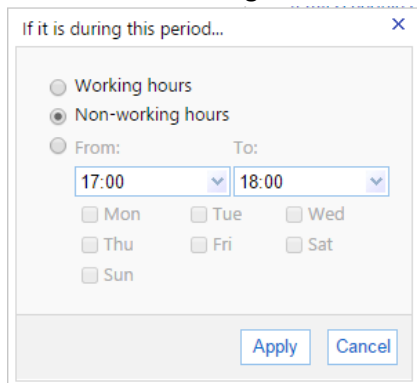 If it is during this period...
Working hours
Non-working hours
From: To:
17:00 18:00
Mon Tue Wed
Thu Fri Sat
Sun
Apply Cancel